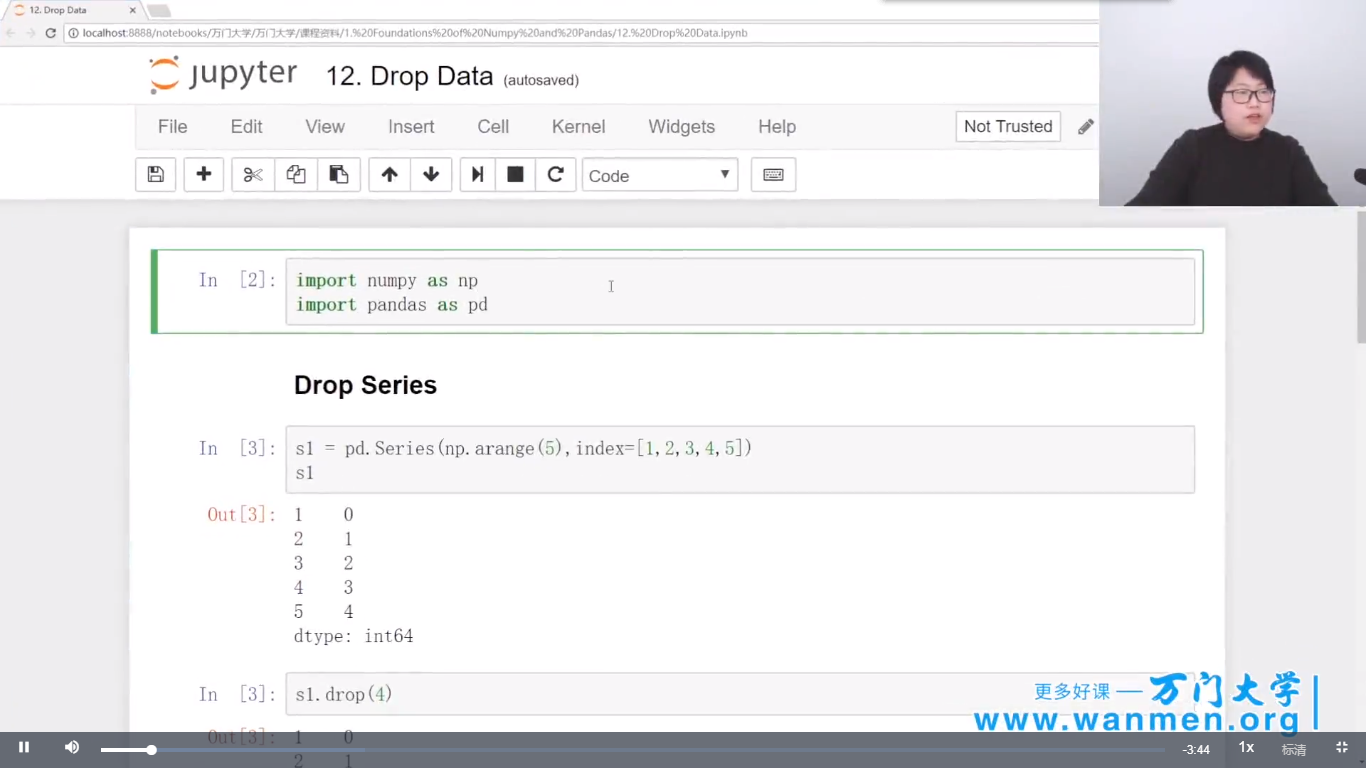 12. Drop Data
localhost:8888/notebooks/万门大学/万门大学/课程资料/1.%20Foundations%20of%20Numpy%20and%20Pandas/12.%20Drop%20Data.ipynb
jupyter 12. Drop Data (autosaved)
File Edit View Insert Cell Kernel Widgets Help Not Trusted
Code
In [2]: import numpy as np
import pandas as pd
Drop Series
In [3]: s1 = pd.Series(np.arange(5),index=[1,2,3,4,5])
s1
Out[3]: 1 0
2 1
3 2
4 3
5 4
dtype: int64
In [3]: s1.drop(4)
Out[3]: 1 0
2 1
更多好课 — 万门大学
www.wanmen.org
-3:44 1x 标清